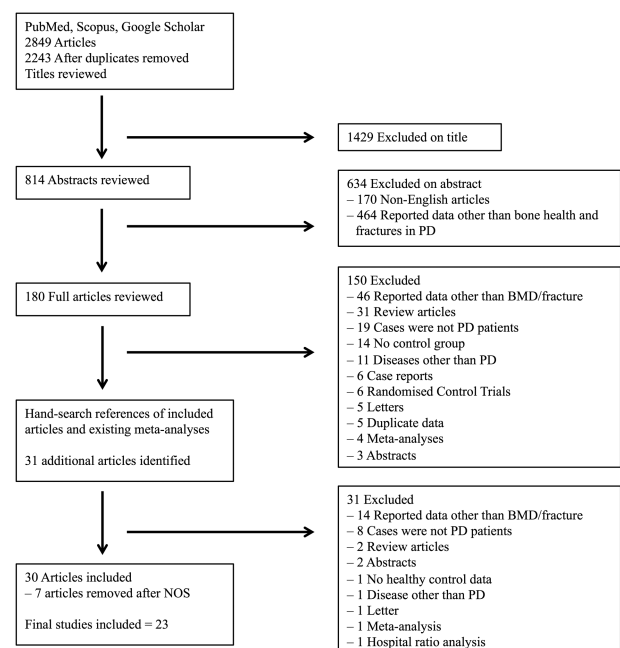 PubMed, Scopus, Google Scholar
2849 Articles
2243 After duplicates removed
Titles reviewed
1429 Excluded on title
814 Abstracts reviewed
634 Excluded on abstract
– 170 Non-English articles
– 464 Reported data other than bone health and
fractures in PD
180 Full articles reviewed
150 Excluded
– 46 Reported data other than BMD/fracture
– 31 Review articles
– 19 Cases were not PD patients
– 14 No control group
– 11 Diseases other than PD
– 6 Case reports
– 6 Randomised Control Trials
– 5 Letters
– 5 Duplicate data
– 4 Meta-analyses
– 3 Abstracts
Hand-search references of included
articles and existing meta-analyses
31 additional articles identified
31 Excluded
– 14 Reported data other than BMD/fracture
– 8 Cases were not PD patients
– 2 Review articles
– 2 Abstracts
– 1 No healthy control data
– 1 Disease other than PD
– 1 Letter
– 1 Meta-analysis
– 1 Hospital ratio analysis
30 Articles included
– 7 articles removed after NOS
Final studies included = 23